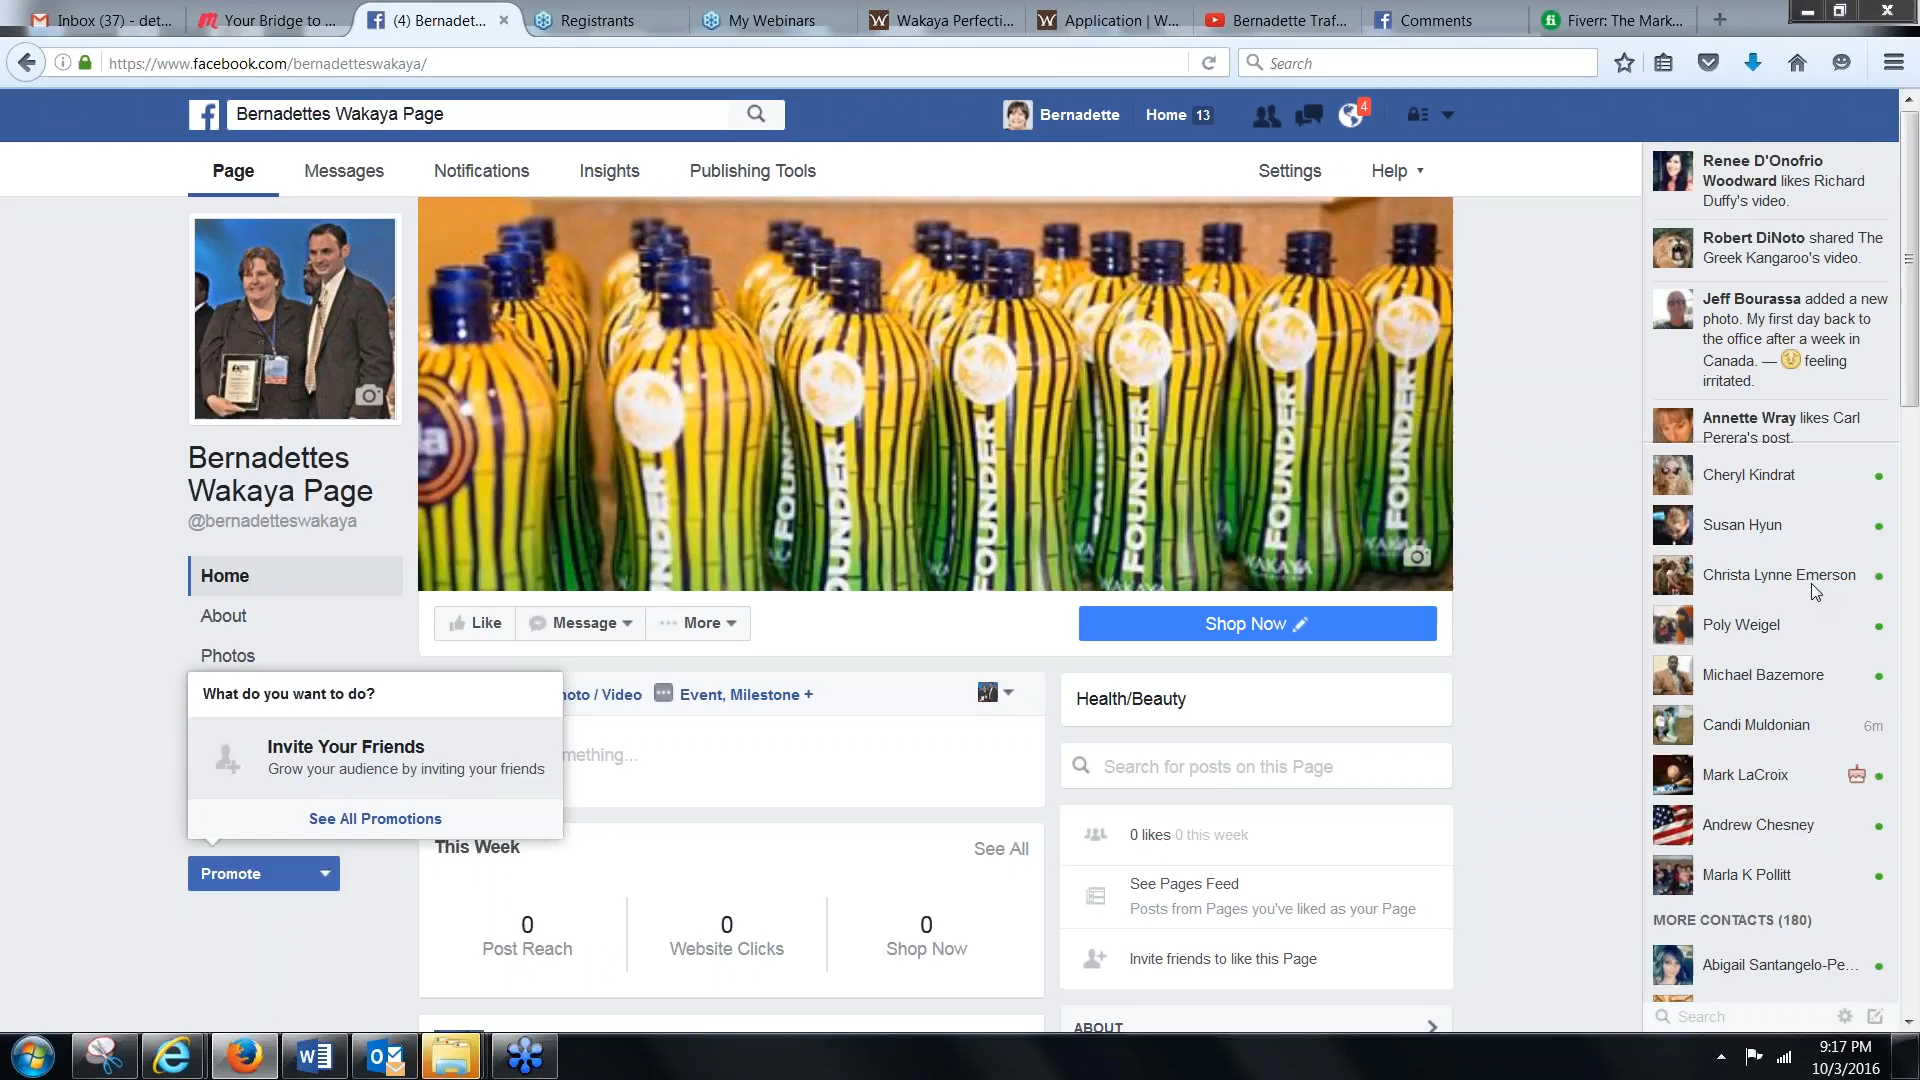 Inbox (37) - det...
Your Bridge to ...
(4) Bernadet...
Registrants
My Webinars
Wakaya Perfecti...
Application | W...
Bernadette Traf...
Comments
Fiverr: The Mark...
https://www.facebook.com/bernadetteswakaya/
Search
Bernadettes Wakaya Page
Bernadette
Home 13
4
Page
Messages
Notifications
Insights
Publishing Tools
Settings
Help
FOUNDER
FOUNDER
FOUNDER
FOUNDER
FOUNDER
FOUNDER
WAKAYA
Bernadettes
Wakaya Page
@bernadetteswakaya
Home
About
Photos
What do you want to do?
Invite Your Friends
Grow your audience by inviting your friends
See All Promotions
Promote
Like
Message
More
Shop Now
hoto / Video
Event, Milestone +
mething...
This Week
See All
0
Post Reach
0
Website Clicks
0
Shop Now
Health/Beauty
Search for posts on this Page
0 likes 0 this week
See Pages Feed
Posts from Pages you've liked as your Page
Invite friends to like this Page
ABOUT
Renee D'Onofrio
Woodward likes Richard
Duffy's video.
Robert DiNoto shared The
Greek Kangaroo's video.
Jeff Bourassa added a new
photo. My first day back to
the office after a week in
Canada. — feeling
irritated.
Annette Wray likes Carl
Perera's post.
Cheryl Kindrat
Susan Hyun
Christa Lynne Emerson
Poly Weigel
Michael Bazemore
Candi Muldonian 6m
Mark LaCroix
Andrew Chesney
Marla K Pollitt
MORE CONTACTS (180)
Abigail Santangelo-Pe...
Search
9:17 PM
10/3/2016